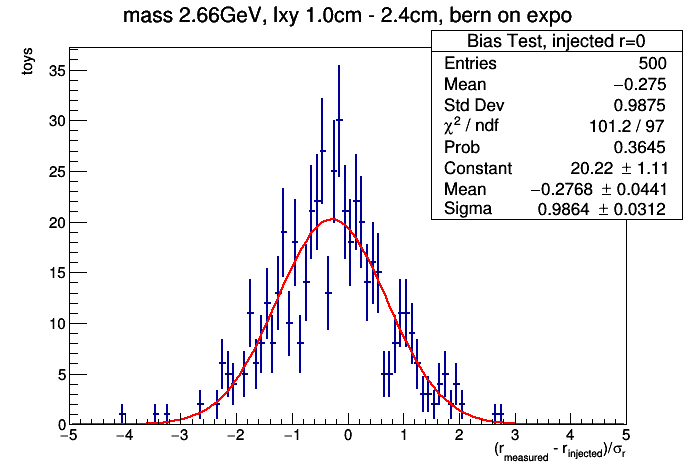 mass 2.66GeV, lxy 1.0cm - 2.4cm, bern on expo
Bias Test, injected r=0
Entries 500
Mean −0.275
Std Dev 0.9875
χ² / ndf 101.2 / 97
Prob 0.3645
Constant 20.22 ± 1.11
Mean −0.2768 ± 0.0441
Sigma 0.9864 ± 0.0312
toys
35
30
25
20
15
10
5
0
−5 −4 −3 −2 −1 0 1 2 3 4 5
(r_measured - r_injected)/σ_r